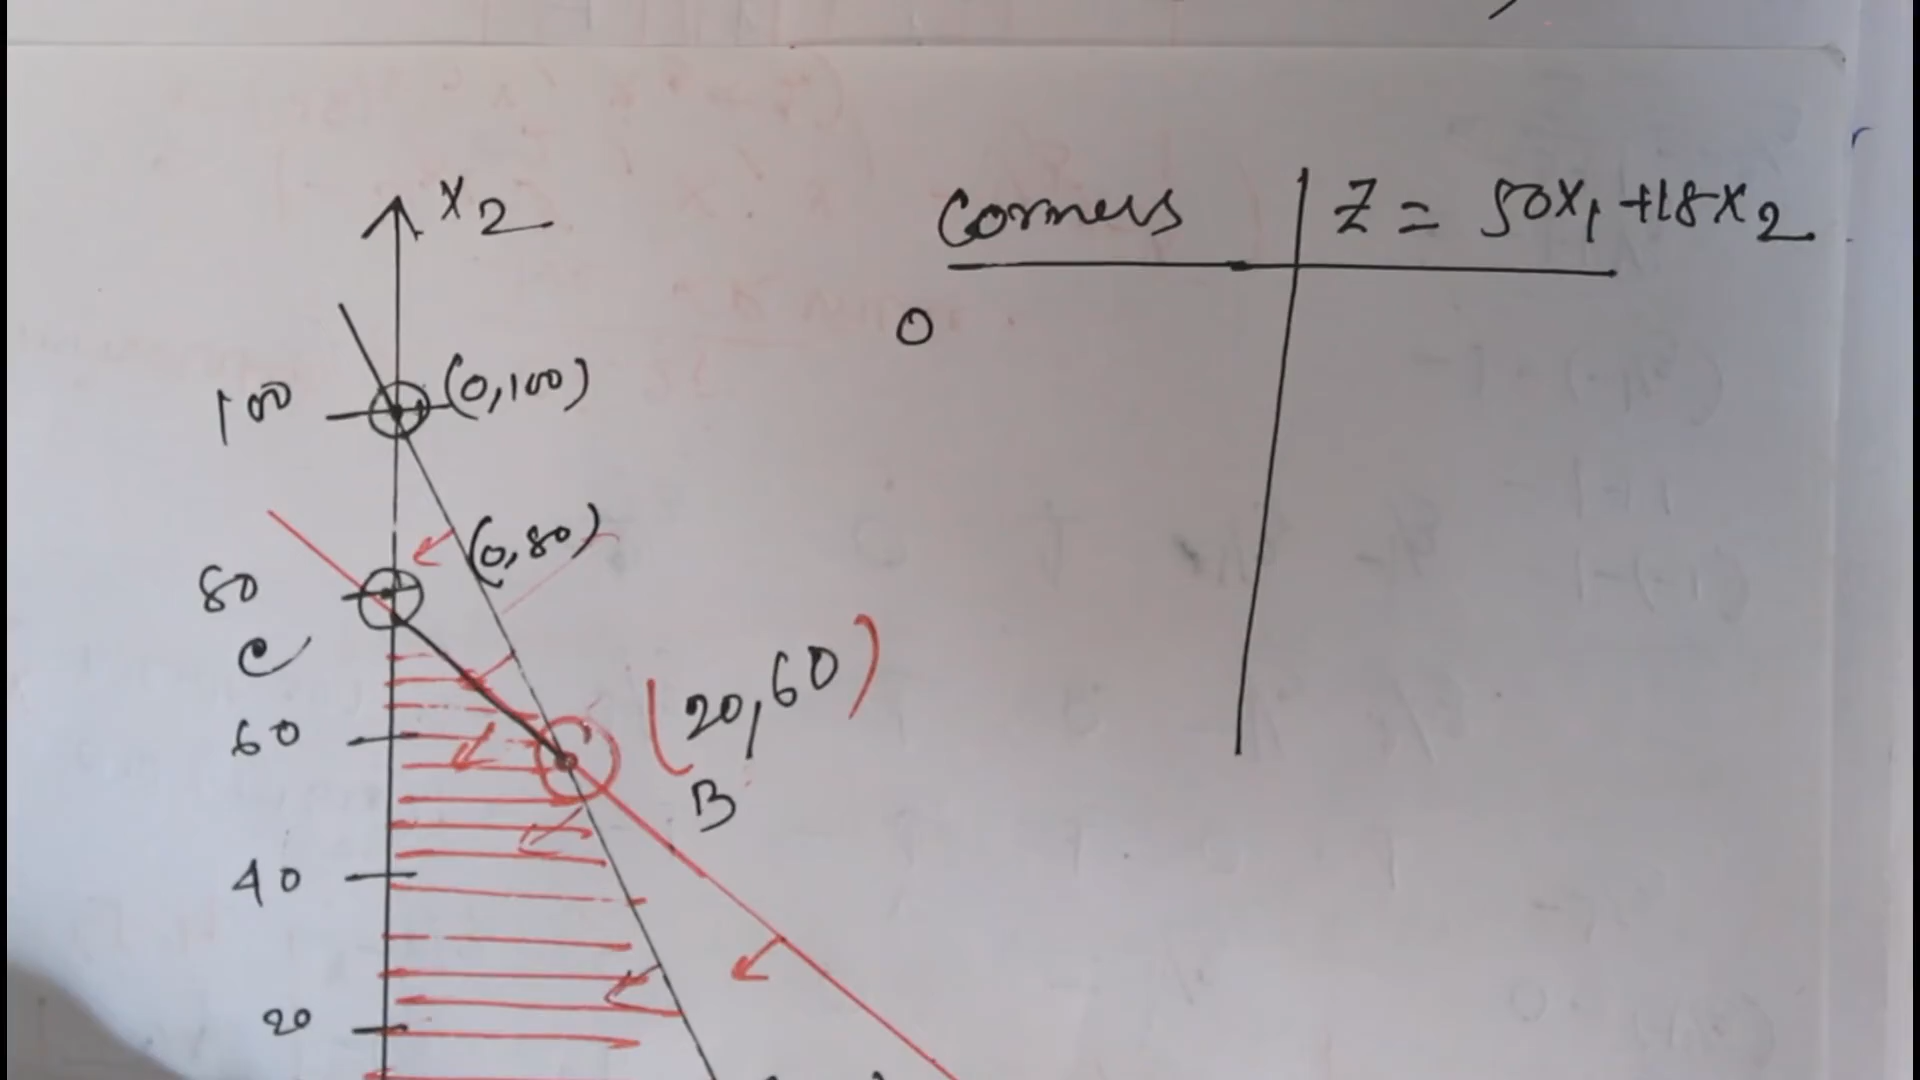 Corners | Z = 50x₁ + 18x₂
O
x₂
100
(0,100)
(0,80)
80
C
(20,60)
B
60
40
20